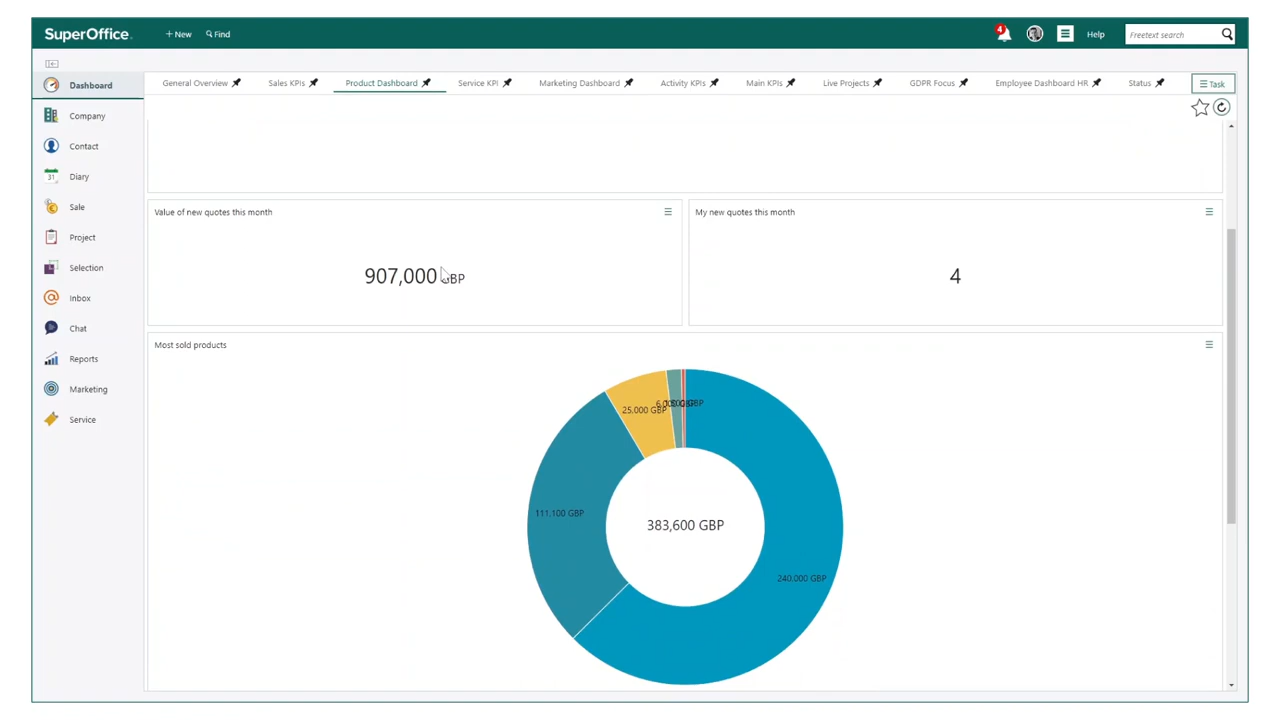 SuperOffice
+ New
Find
4
Help
Freetext search
Dashboard
General Overview
Sales KPIs
Product Dashboard
Service KPI
Marketing Dashboard
Activity KPIs
Main KPIs
Live Projects
GDPR Focus
Employee Dashboard HR
Status
Task
Company
Contact
31
Diary
Sale
Project
Selection
Inbox
Chat
Reports
Marketing
Service
Value of new quotes this month
My new quotes this month
907,000 GBP
4
Most sold products
25,000 GBP
111,100 GBP
383,600 GBP
240,000 GBP